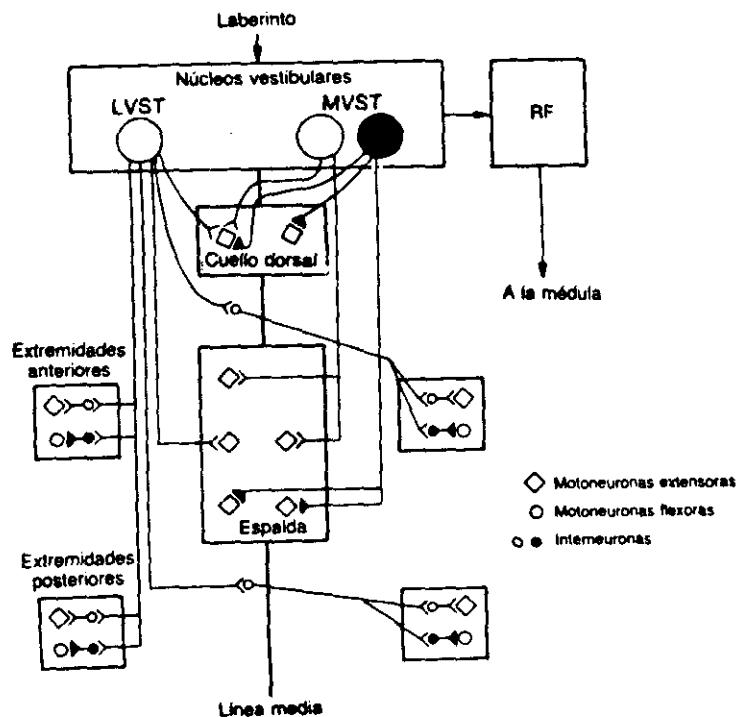 Laberinto
Núcleos vestibulares
LVST
MVST
RF
Cuello dorsal
A la médula
Extremidades
anteriores
Motoneuronas extensoras
Motoneuronas flexoras
Interneuronas
Espalda
Extremidades
posteriores
Línea media